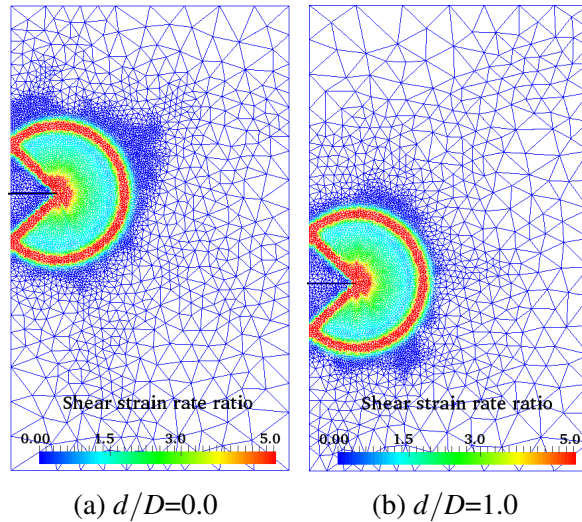 Shear strain rate ratio
0.00 1.5 3.0 5.0
Shear strain rate ratio
0.00 1.5 3.0 5.0
(a) d/D=0.0
(b) d/D=1.0